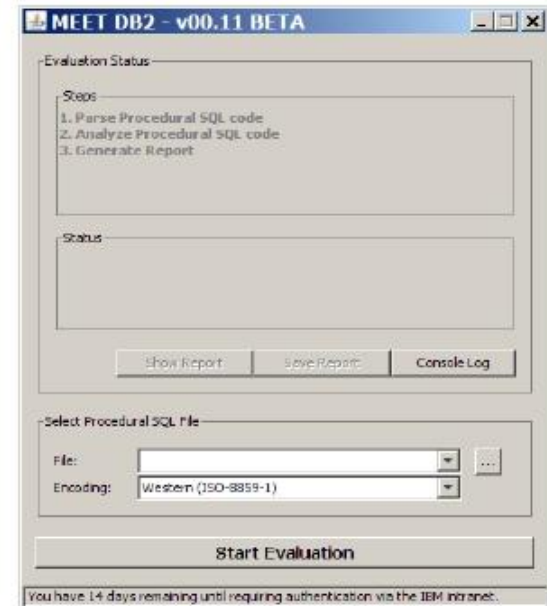 MEET DB2 - v00.11 BETA
Evaluation Status
Steps
1. Parse Procedural SQL code
2. Analyze Procedural SQL code
3. Generate Report
Status
Show Report Save Report Console Log
Select Procedural SQL File
File: ...
Encoding: Western (ISO-8859-1)
Start Evaluation
You have 14 days remaining until requiring authentication via the IBM intranet.